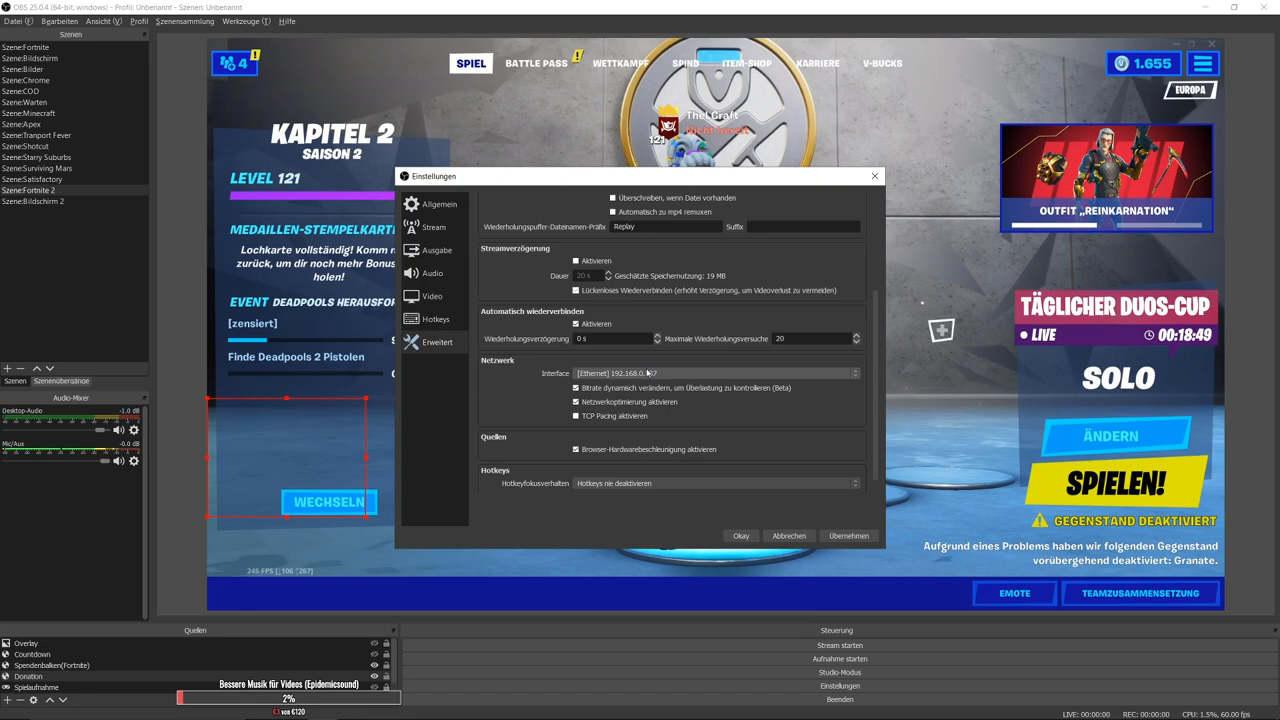 OBS 25.0.4 (64-bit, windows) - Profil: Unbenannt - Szenen: Unbenannt
Datei (F) Bearbeiten Ansicht (V) Profil Szenensammlung Werkzeuge (T) Hilfe
Szenen
Szene:Fortnite
Szene:Bildschirm
Szene:Bilder
Szene:Chrome
Szene:COD
Szene:Warten
Szene:Minecraft
Szene:Apex
Szene:Tranport Fever
Szene:Shotcut
Szene:Starry Suburbs
Szene:Surviving Mars
Szene:Satisfactory
Szene:Fortnite 2
Szene:Bildschirm 2
Szenen Szenenübergänge
Audio-Mixer
Desktop-Audio -1.0 dB
Mic/Aux -0.0 dB
4
SPIEL BATTLE PASS WETTKAMPF SPIND ITEM-SHOP KARRIERE V-BUCKS
1.655
EUROPA
KAPITEL 2
SAISON 2
LEVEL 121
MEDAILLEN-STEMPELKARTE
Lochkarte vollständig! Komm
zurück, um dir noch mehr Bonus
holen!
EVENT DEADPOOLS HERAUSFOR
[zensiert]
Finde Deadpools 2 Pistolen
WECHSELN
245 FPS [↓106 ↑267]
TheLCraft
Nicht bereit
121
Einstellungen
Allgemein
Stream
Ausgabe
Audio
Video
Hotkeys
Erweitert
Überschreiben, wenn Datei vorhanden
Automatisch zu mp4 remuxen
Wiederholungspuffer-Dateinamen-Präfix Replay Suffix
Streamverzögerung
Aktivieren
Dauer 20 s Geschätzte Speichernutzung: 19 MB
Lückenloses Wiederverbinden (erhöht Verzögerung, um Videoverlust zu vermeiden)
Automatisch wiederverbinden
Aktivieren
Wiederholungsverzögerung 0 s Maximale Wiederholungsversuche 20
Netzwerk
Interface [Ethernet]
Bitrate dynamisch verändern, um Überlastung zu kontrollieren (Beta)
Netzwerkoptimierung aktivieren
TCP Pacing aktivieren
Quellen
Browser-Hardwarebeschleunigung aktivieren
Hotkeys
Hotkeyfokusverhalten Hotkeys nie deaktivieren
Okay Abbrechen Übernehmen
OUTFIT „REINKARNATION“
TÄGLICHER DUOS-CUP
LIVE 00:18:49
SOLO
ÄNDERN
SPIELEN!
GEGENSTAND DEAKTIVIERT
Aufgrund eines Problems haben wir folgenden Gegenstand
vorübergehend deaktiviert: Granate.
EMOTE TEAMZUSAMMENSETZUNG
Quellen
Overlay
Countdown
Spendenbalken(Fortnite)
Donation
Spielaufnahme
Bessere Musik für Videos (Epidemicsound)
2%
€3 von €120
Steuerung
Stream starten
Aufnahme starten
Studio-Modus
Einstellungen
Beenden
LIVE: 00:00:00 REC: 00:00:00 CPU: 1.5%, 60.00 fps